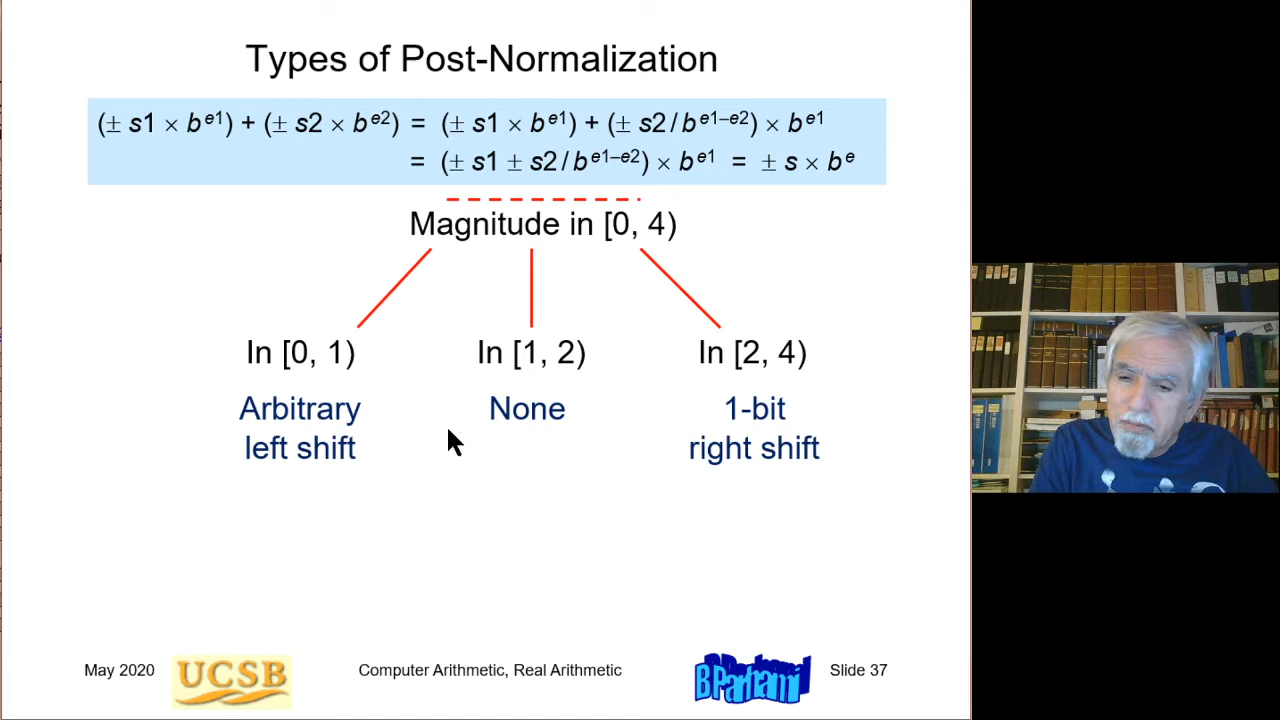 Types of Post-Normalization
(± s1 × b^e1) + (± s2 × b^e2) = (± s1 × b^e1) + (± s2 / b^e1–e2) × b^e1
= (± s1 ± s2 / b^e1–e2) × b^e1 = ± s × b^e
Magnitude in [0, 4)
In [0, 1) In [1, 2) In [2, 4)
Arbitrary None 1-bit
left shift right shift
May 2020 UCSB Computer Arithmetic, Real Arithmetic B Parhami Slide 37